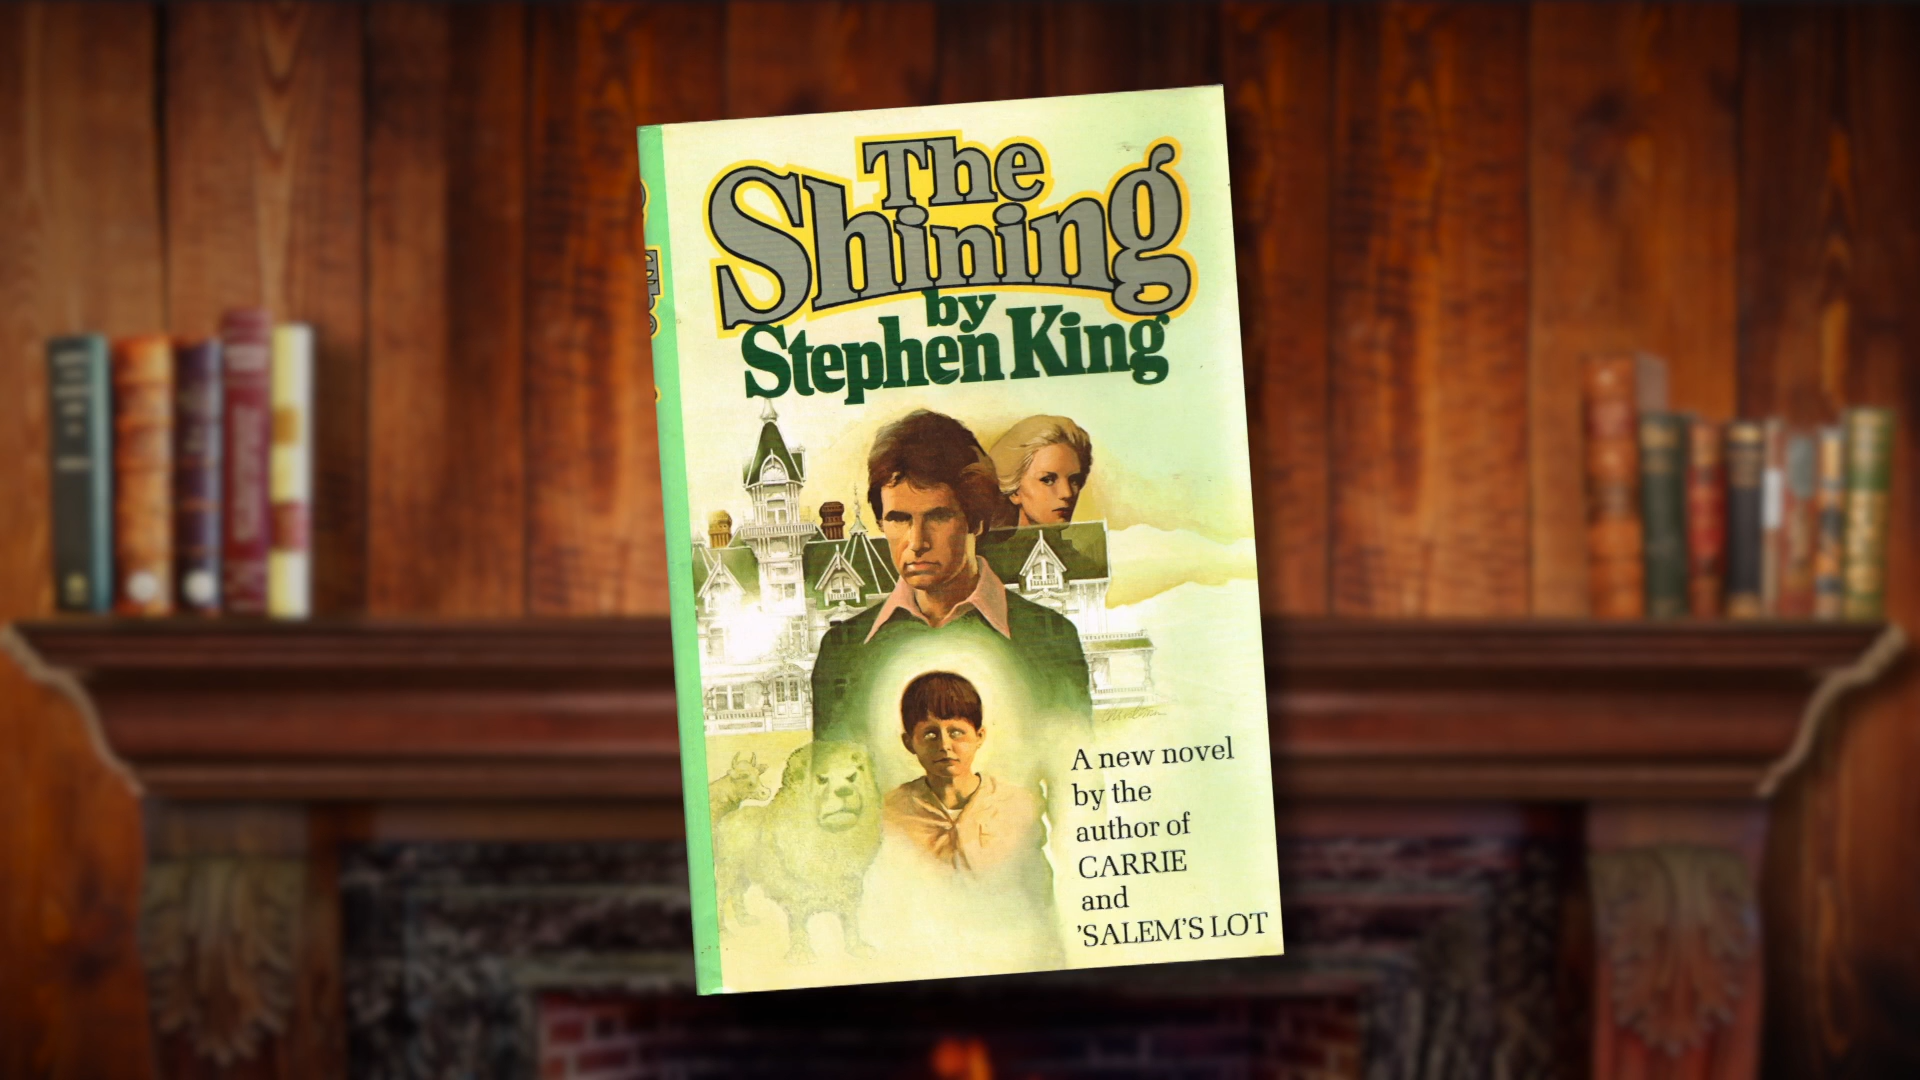 The
Shining
by
Stephen King
A new novel
by the
author of
CARRIE
and
'SALEM'S LOT